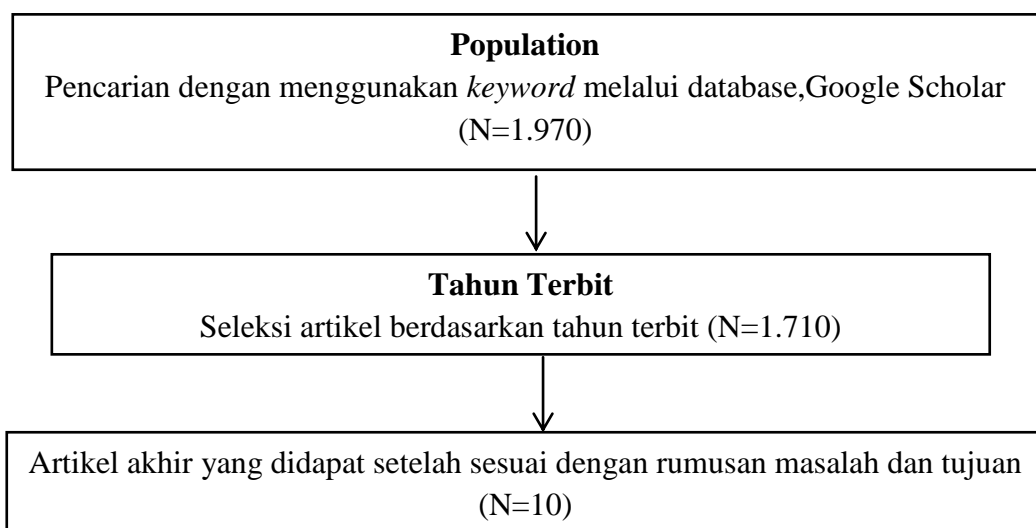 Population
Pencarian dengan menggunakan keyword melalui database,Google Scholar
(N=1.970)
Tahun Terbit
Seleksi artikel berdasarkan tahun terbit (N=1.710)
Artikel akhir yang didapat setelah sesuai dengan rumusan masalah dan tujuan
(N=10)